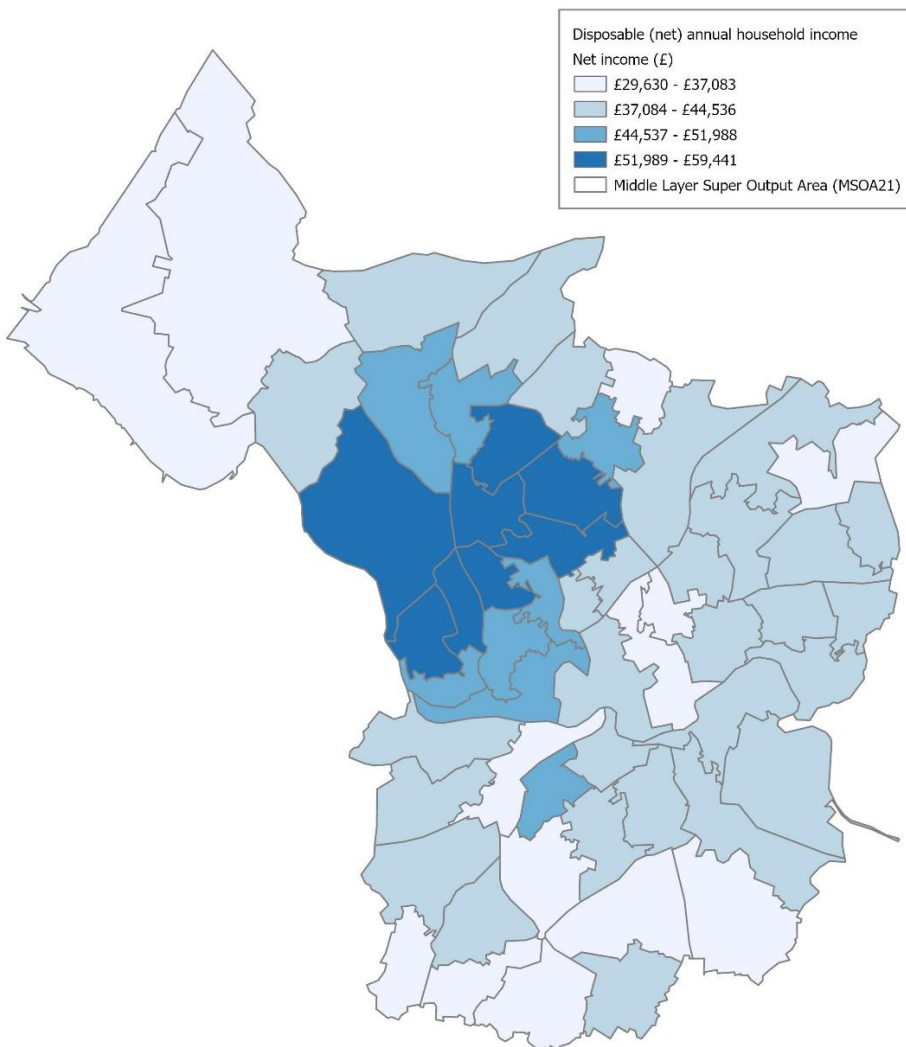 Disposable (net) annual household income
Net income (£)
£29,630 - £37,083
£37,084 - £44,536
£44,537 - £51,988
£51,989 - £59,441
Middle Layer Super Output Area (MSOA21)